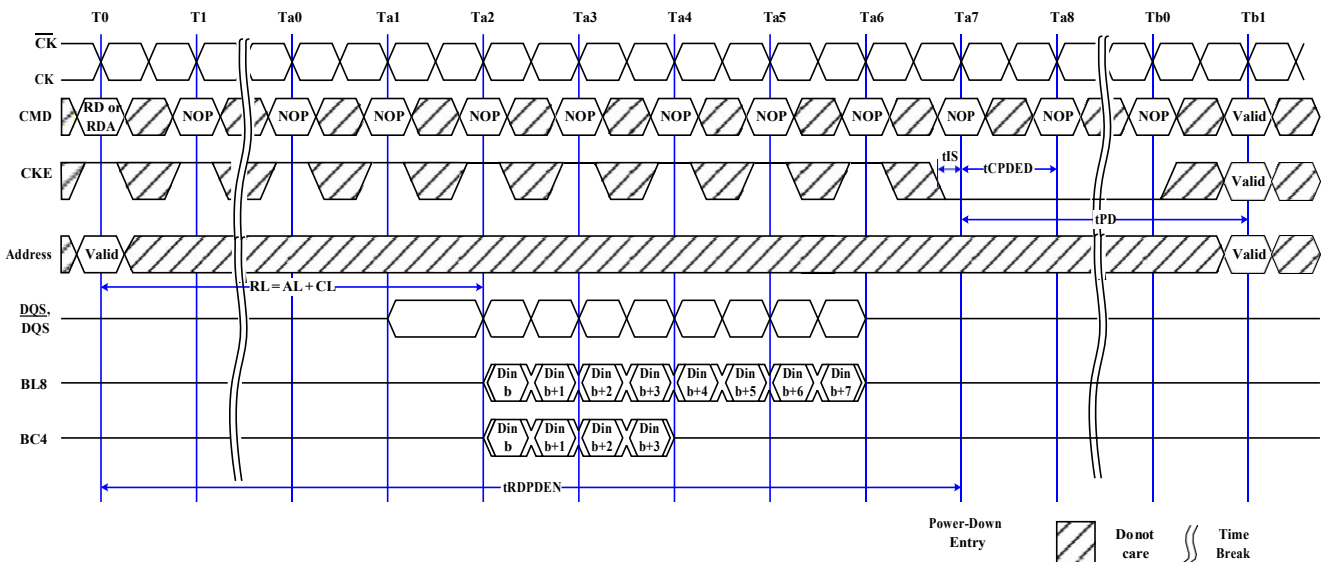 T0 T1 Ta0 Ta1 Ta2 Ta3 Ta4 Ta5 Ta6 Ta7 Ta8 Tb0 Tb1
CK
CK
CMD RD or RDA NOP NOP NOP NOP NOP NOP NOP NOP NOP NOP NOP Valid
tIS
CKE tCPDED Valid
tPD
Address Valid Valid
RL = AL + CL
DQS,
DQS
BL8 Din b Din b+1 Din b+2 Din b+3 Din b+4 Din b+5 Din b+6 Din b+7
BC4 Din b Din b+1 Din b+2 Din b+3
tRDPDEN
Power-Down
Entry
Do not
care
Time
Break